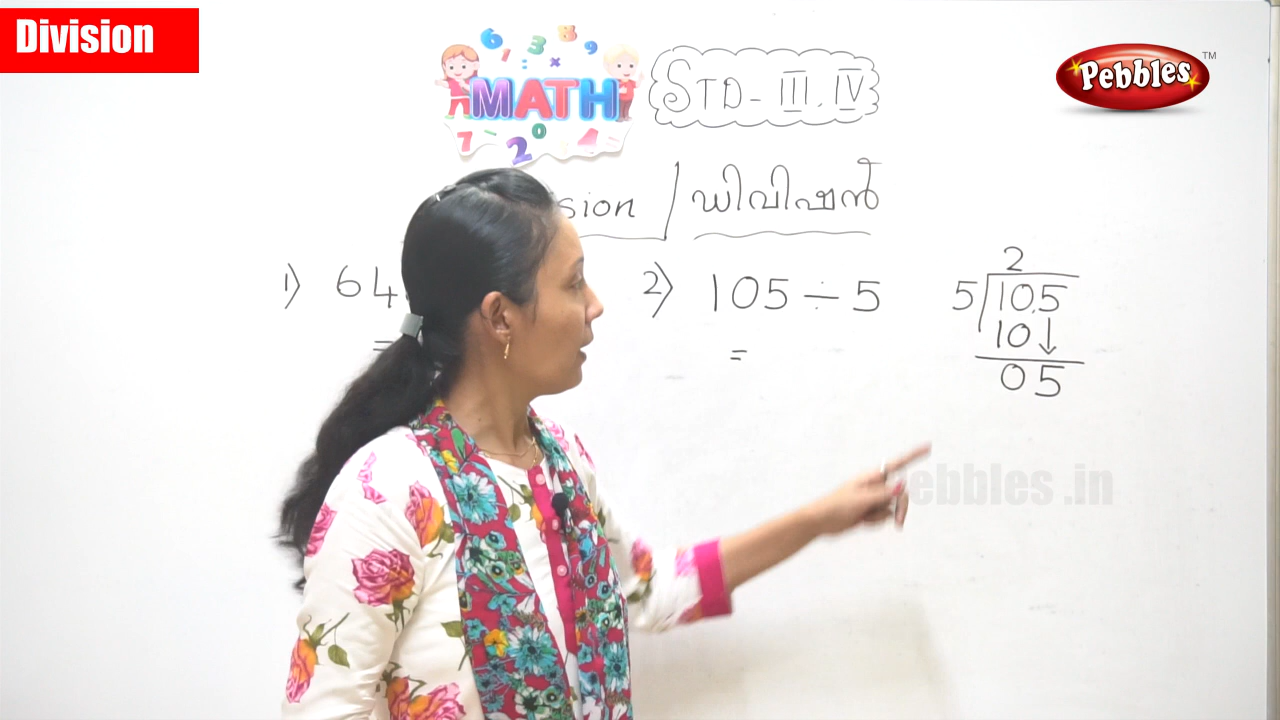 Division
MATH
STD - III, IV
Pebbles™
sion / ഡിവിഷൻ
1) 64
=
2) 105 ÷ 5
=
2
5 105
10↓
05
Pebbles .in